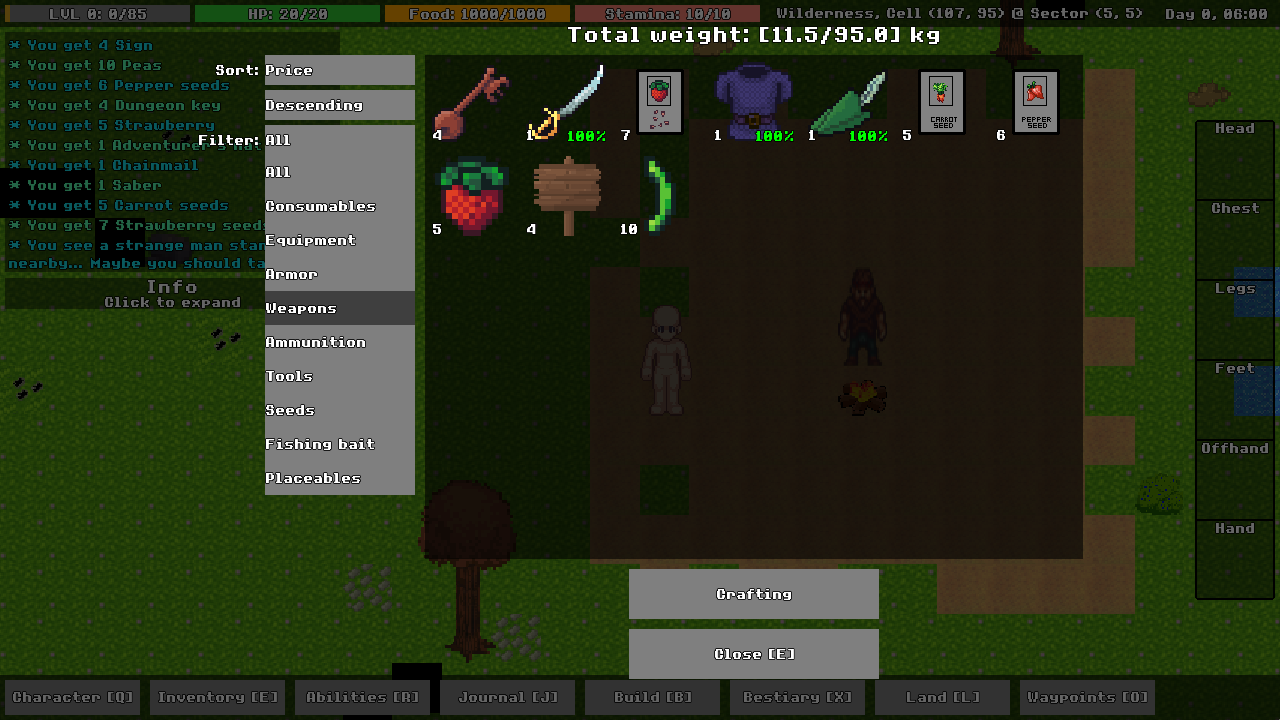 LVL 0: 0/85
HP: 20/20
Food: 1000/1000
Stamina: 10/10
Wilderness, Cell (107, 95) @ Sector (5, 5)
Day 0, 06:00
Total weight: [11.5/95.0] kg
* You get 4 Sign
* You get 10 Peas
* You get 6 Pepper seeds
* You get 4 Dungeon key
* You get 5 Strawberry
* You get 1 Adventurer's
* You get 1 Chainmail
* You get 1 Saber
* You get 5 Carrot seeds
* You get 7 Strawberry seeds
* You see a strange man
nearby... Maybe you should
Info
Click to expand
Sort: Price
Descending
Filter: All
All
Consumables
Equipment
Armor
Weapons
Ammunition
Tools
Seeds
Fishing bait
Placeables
4
1 100%
7
1 100%
1 100%
CARROT
SEED
5
PEPPER
SEED
6
5
4
10
Head
Chest
Legs
Feet
Offhand
Hand
Crafting
Close [E]
Character [Q]
Inventory [E]
Abilities [R]
Journal [J]
Build [B]
Bestiary [X]
Land [L]
Waypoints [O]